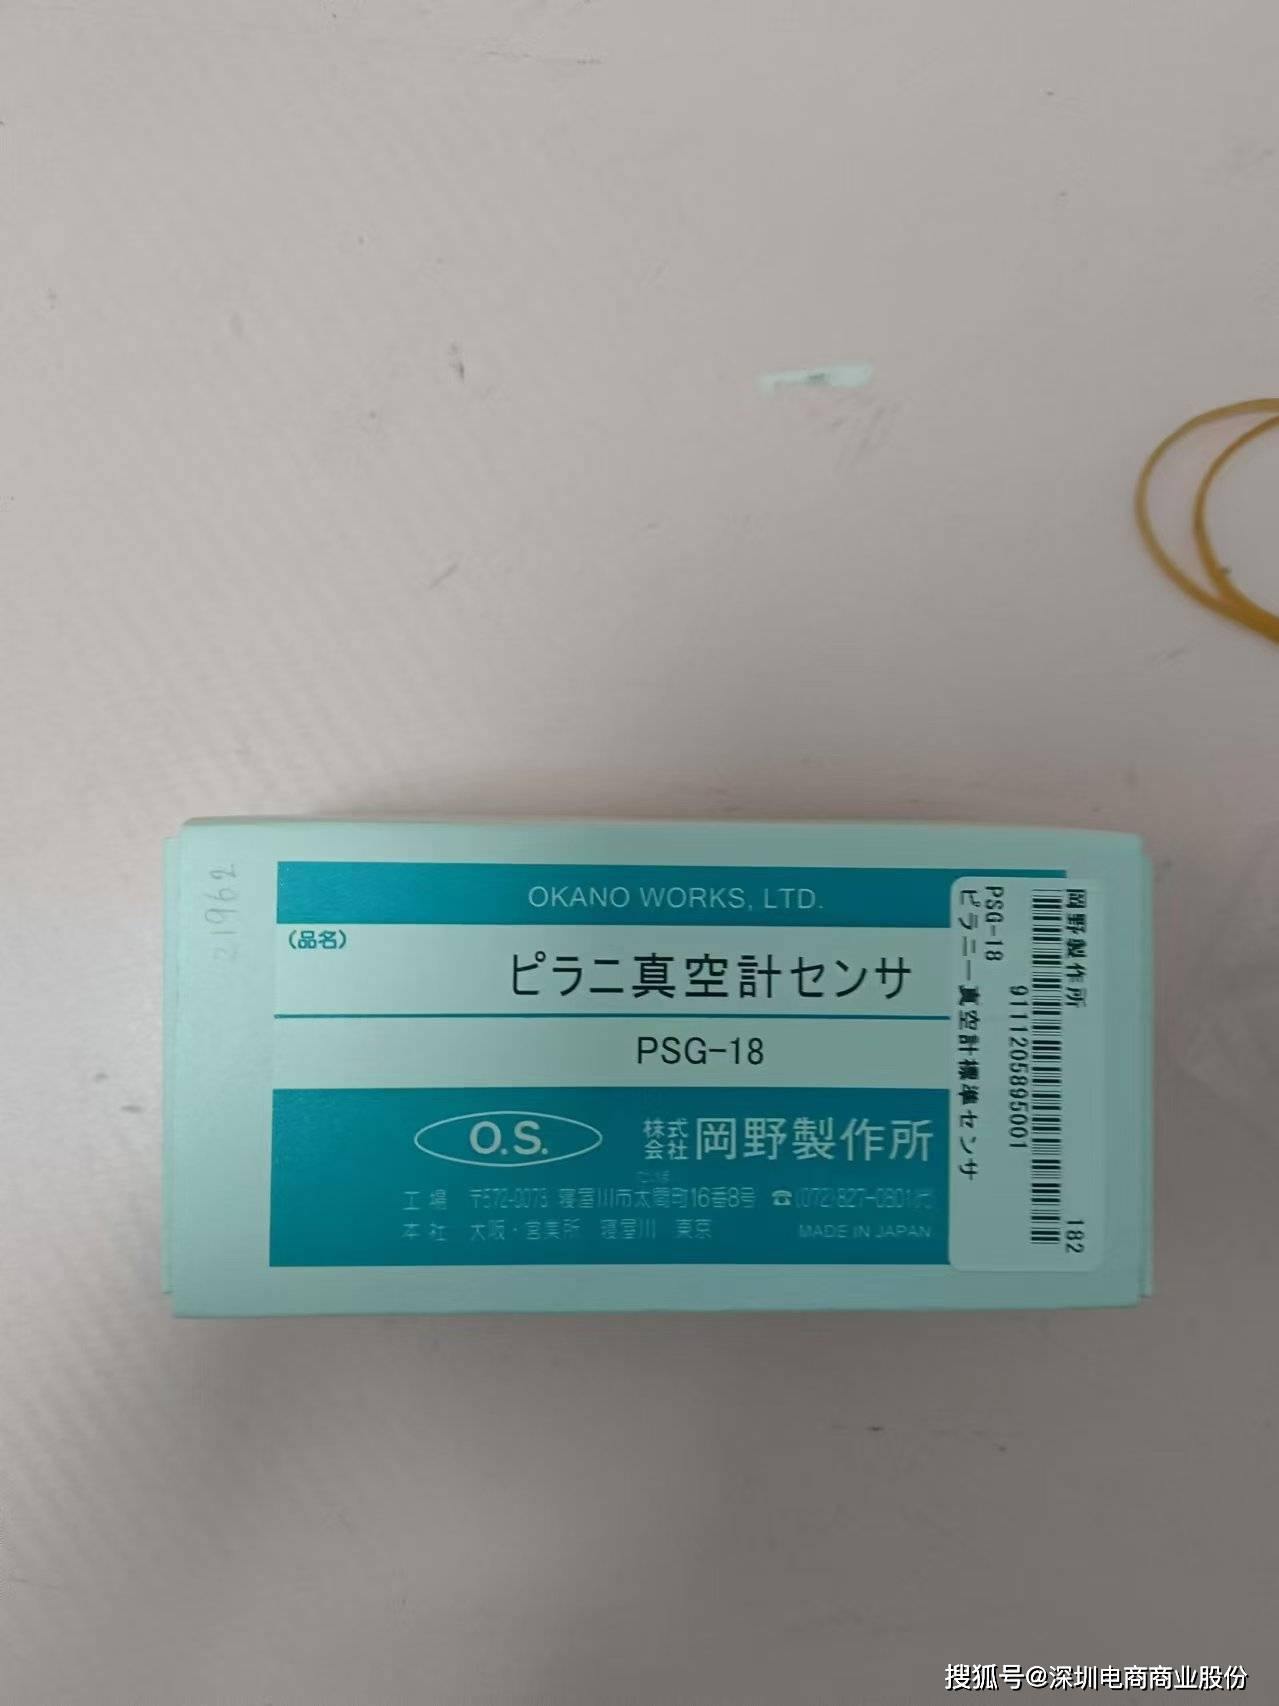 21962
OKANO WORKS, LTD.
(品名)
ピラニ真空計センサ
PSG-18
O.S.
株式会社 岡野製作所
工場 〒572-0073 寝屋川市太間町16番8号 ☎(072)827-0801㈹
本社 大阪・営業所 寝屋川 東京
MADE IN JAPAN
岡野製作所 182
9111205895001
PSG-18
ピラニー真空計標準センサ
搜狐号@深圳电商商业股份